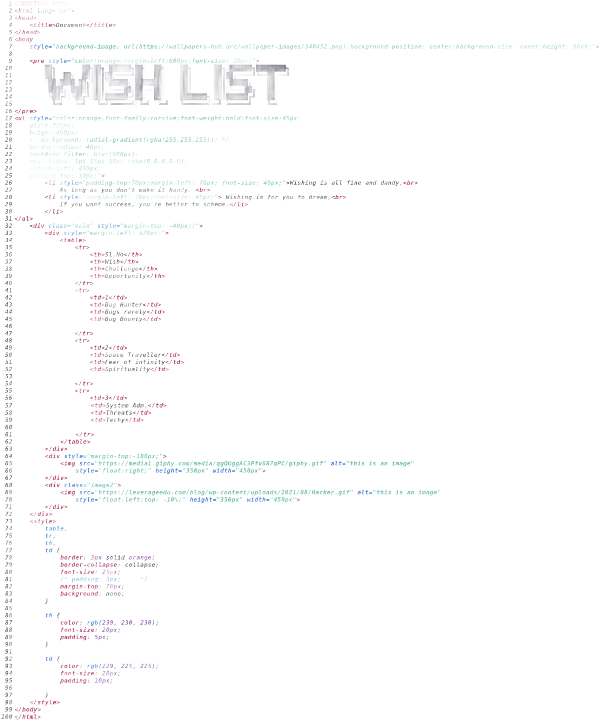 1 <!DOCTYPE html>
2 <html lang="en">
3 <head>
4 <title>Document</title>
5 </head>
6 <body
7 style="background-image: url(https://wallpapers-hub.art/wallpaper-images/340452.png);background-position: center;background-size: cover;height:
8
9 <pre style="color:orange;margin-left:600px;font-size:
10 WISH LIST
11
12
13
14
15
16 </pre>
17 <ul style="color:orange;font-family:cursive;font-weight:bold;font-size:45px;
18
19 height:400px;
20 background: radial-gradient(rgba(255,255,255)); */
21 border-radius: 40px;
22 backdrop-filter: blur(900px);
23 box-shadow: 1px 15px 40px rgba(0,0,0,0.6);
24
25
26 <li style="padding-top:70px;margin-left: 70px; font-size: 40px;">Wishing is all fine and dandy,<br>
27 As long as you don't make it handy. <br>
28 <li style="margin-left: 70px;font-size: 40px;"> Wishing is for you to dream,<br>
29 If you want success, you're better to scheme.</li>
30 </li>
31 </ul>
32 <div class="main" style="margin-top: -40px;">
33 <div style="margin-left: 670px;">
34 <table>
35 <tr>
36 <th>Sl.No</th>
37 <th>Wish</th>
38 <th>Challenge</th>
39 <th>Opportunity</th>
40 </tr>
41 <tr>
42 <td>1</td>
43 <td>Bug Hunter</td>
44 <td>Bugs rarely</td>
45 <td>Bug Bounty</td>
46
47 </tr>
48 <tr>
49 <td>2</td>
50 <td>Space Traveller</td>
51 <td>Fear of infinity</td>
52 <td>Spirituality</td>
53
54 </tr>
55 <tr>
56 <td>3</td>
57 <td>System Adm.</td>
58 <td>Threats</td>
59 <td>Techy</td>
60
61 </tr>
62 </table>
63 </div>
64 <div style="margin-top:-180px;">
65 <img src="https://media1.giphy.com/media/qgQUggAC3Pfv687qPC/giphy.gif" alt="this is an image"
66 style="float:right;" height="350px" width="450px">
67 </div>
68 <div class="image2">
69 <img src="https://leverageedu.com/blog/wp-content/uploads/2021/08/Hacker.gif" alt="this is an image"
70 style="float:left;top: -10%;" height="350px" width="450px">
71 </div>
72 </div>
73 <style>
74 table,
75 tr,
76 th,
77 td {
78 border: 3px solid orange;
79 border-collapse: collapse;
80 font-size: 25px;
81 /* padding: 3px; */
82 margin-top: 70px;
83 background: none;
84 }
85
86 th {
87 color: rgb(239, 230, 230);
88 font-size: 20px;
89 padding: 5px;
90 }
91
92 td {
93 color: rgb(229, 225, 225);
94 font-size: 20px;
95 padding: 10px;
96
97 }
98 </style>
99 </body>
100 </html>